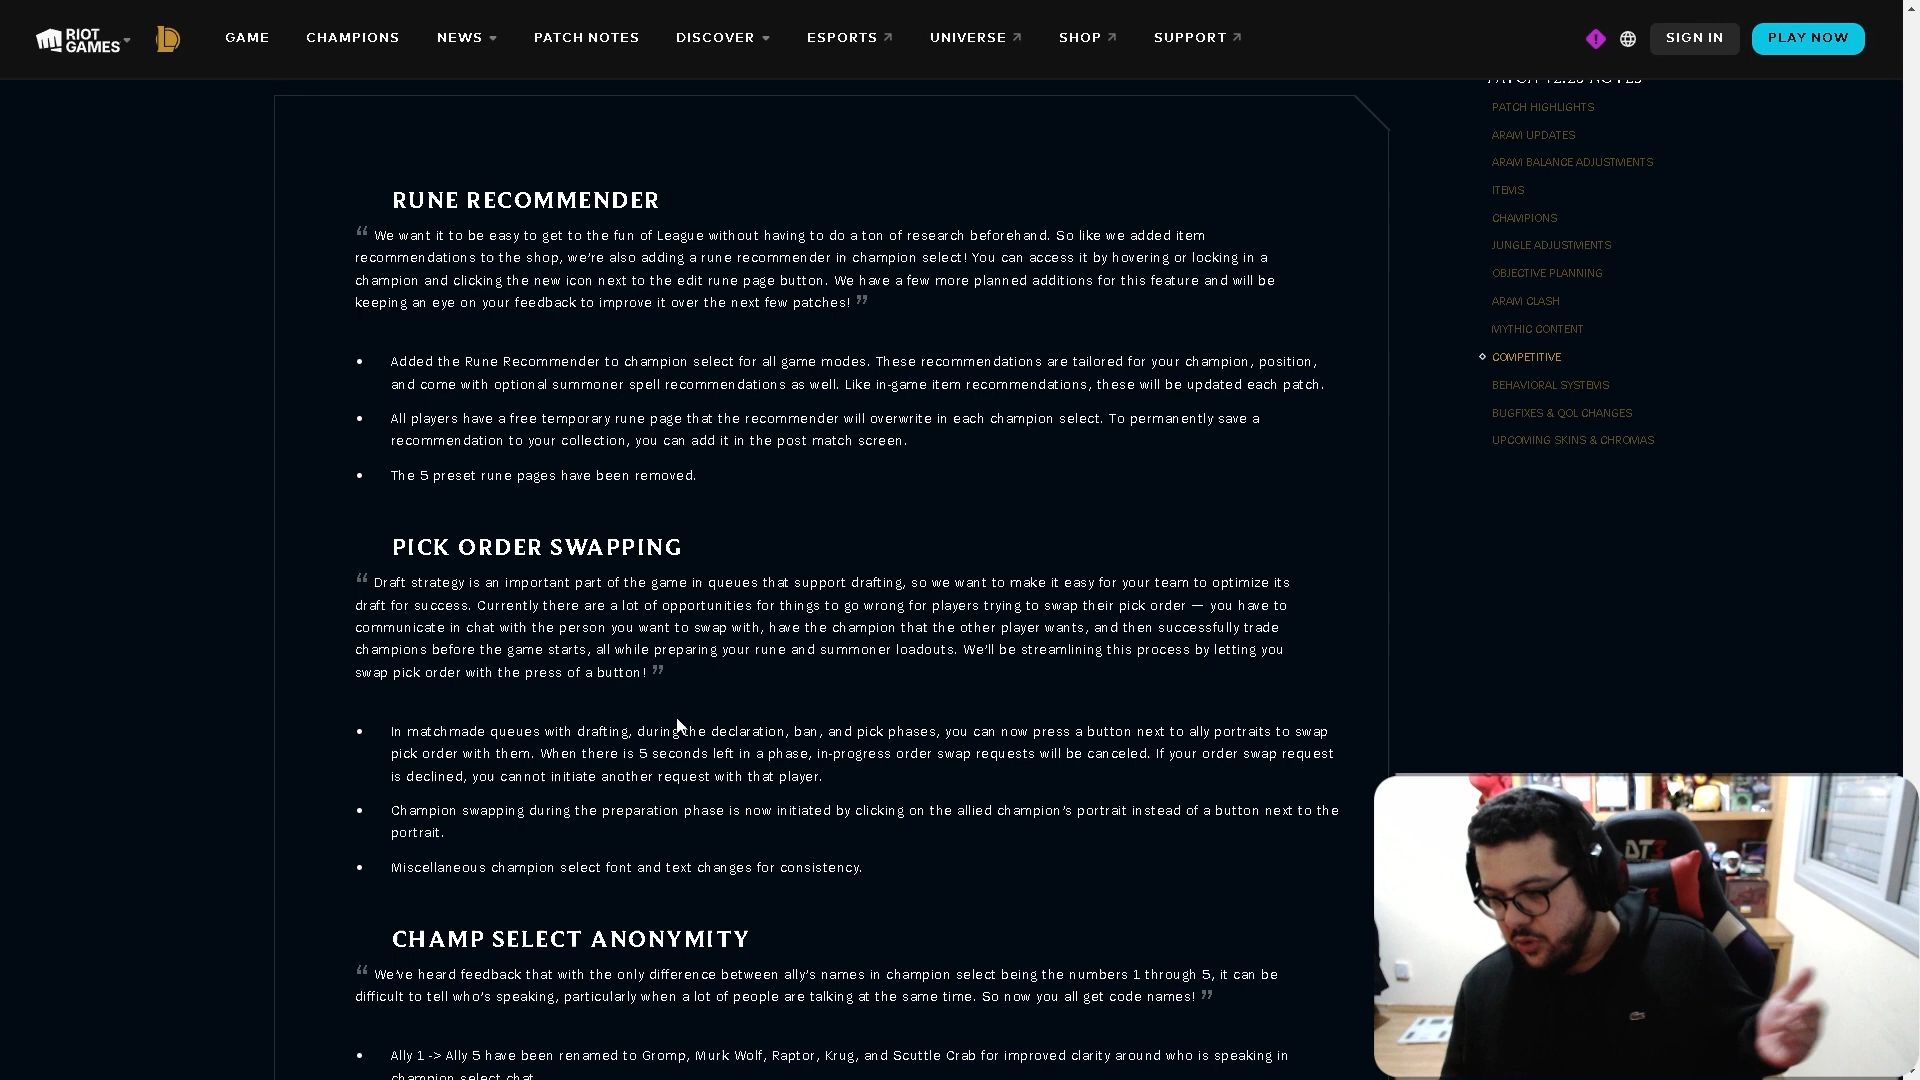 RIOT GAMES
GAME
CHAMPIONS
NEWS
PATCH NOTES
DISCOVER
ESPORTS
UNIVERSE
SHOP
SUPPORT
SIGN IN
PLAY NOW
RUNE RECOMMENDER
“ We want it to be easy to get to the fun of League without having to do a ton of research beforehand. So like we added item
recommendations to the shop, we're also adding a rune recommender in champion select! You can access it by hovering or locking in a
champion and clicking the new icon next to the edit rune page button. We have a few more planned additions for this feature and will be
keeping an eye on your feedback to improve it over the next few patches! ”
• Added the Rune Recommender to champion select for all game modes. These recommendations are tailored for your champion, position,
and come with optional summoner spell recommendations as well. Like in-game item recommendations, these will be updated each patch.
• All players have a free temporary rune page that the recommender will overwrite in each champion select. To permanently save a
recommendation to your collection, you can add it in the post match screen.
• The 5 preset rune pages have been removed.
PICK ORDER SWAPPING
“ Draft strategy is an important part of the game in queues that support drafting, so we want to make it easy for your team to optimize its
draft for success. Currently there are a lot of opportunities for things to go wrong for players trying to swap their pick order — you have to
communicate in chat with the person you want to swap with, have the champion that the other player wants, and then successfully trade
champions before the game starts, all while preparing your rune and summoner loadouts. We'll be streamlining this process by letting you
swap pick order with the press of a button! ”
• In matchmade queues with drafting, during the declaration, ban, and pick phases, you can now press a button next to ally portraits to swap
pick order with them. When there is 5 seconds left in a phase, in-progress order swap requests will be canceled. If your order swap request
is declined, you cannot initiate another request with that player.
• Champion swapping during the preparation phase is now initiated by clicking on the allied champion's portrait instead of a button next to the
portrait.
• Miscellaneous champion select font and text changes for consistency.
CHAMP SELECT ANONYMITY
“ We've heard feedback that with the only difference between ally's names in champion select being the numbers 1 through 5, it can be
difficult to tell who's speaking, particularly when a lot of people are talking at the same time. So now you all get code names! ”
• Ally 1 -> Ally 5 have been renamed to Gromp, Murk Wolf, Raptor, Krug, and Scuttle Crab for improved clarity around who is speaking in
champion select chat.
PATCH 12.23 NOTES
PATCH HIGHLIGHTS
ARAM UPDATES
ARAM BALANCE ADJUSTMENTS
ITEMS
CHAMPIONS
JUNGLE ADJUSTMENTS
OBJECTIVE PLANNING
ARAM CLASH
MYTHIC CONTENT
COMPETITIVE
BEHAVIORAL SYSTEMS
BUGFIXES & QOL CHANGES
UPCOMING SKINS & CHROMAS